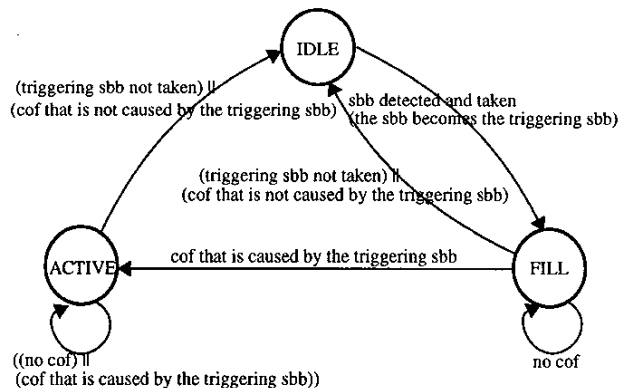 IDLE
(triggering sbb not taken) ||
(cof that is not caused by the triggering sbb)
sbb detected and taken
(the sbb becomes the triggering sbb)
(triggering sbb not taken) ||
(cof that is not caused by the triggering sbb)
cof that is caused by the triggering sbb
ACTIVE
FILL
((no cof) ||
(cof that is caused by the triggering sbb))
no cof